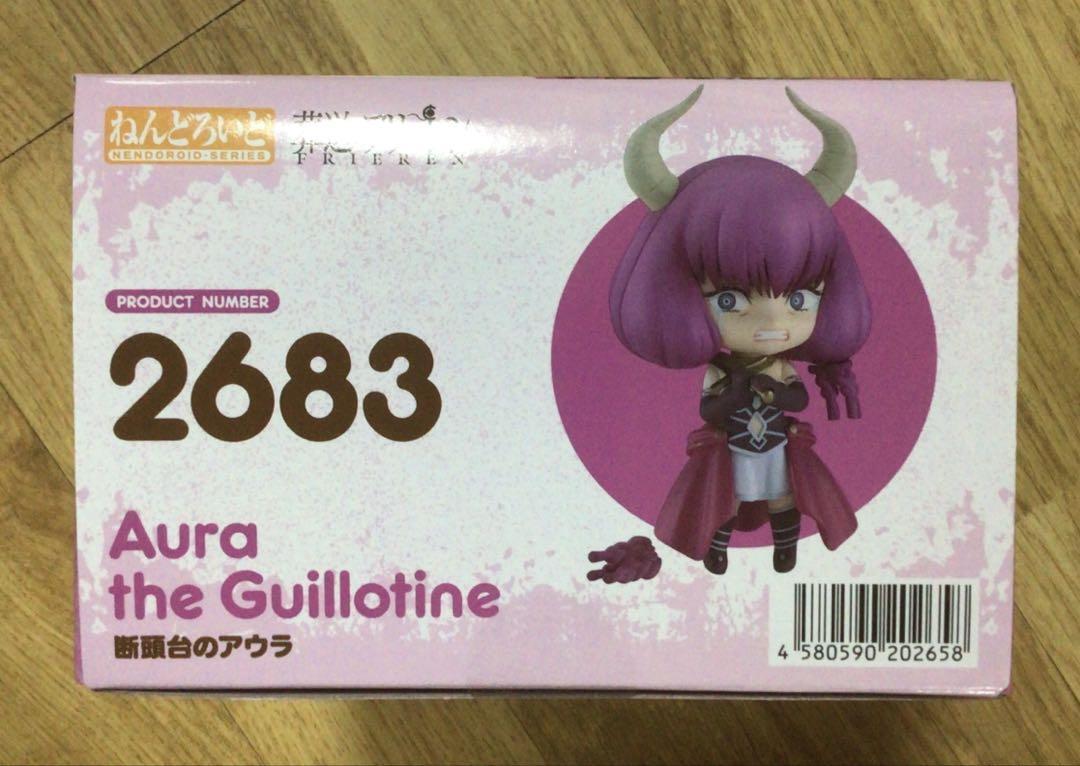 ねんどろいど
NENDOROID-SERIES
FRIEREN
PRODUCT NUMBER
2683
Aura
the Guillotine
断頭台のアウラ
4 580590 202658